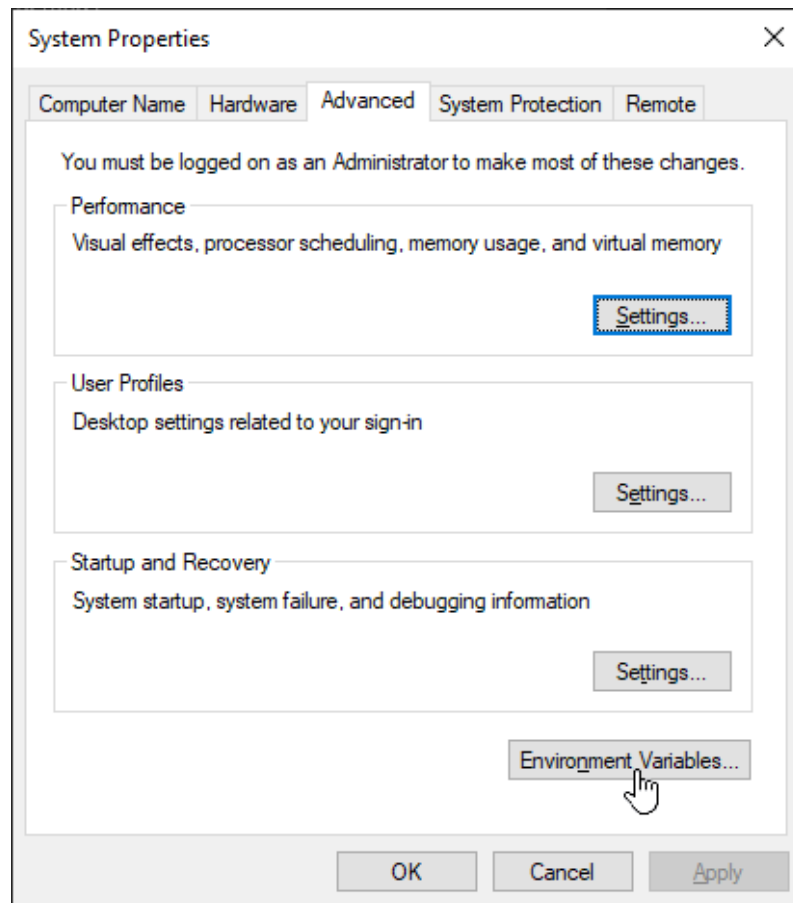 System Properties
Computer Name
Hardware
Advanced
System Protection
Remote
You must be logged on as an Administrator to make most of these changes.
Performance
Visual effects, processor scheduling, memory usage, and virtual memory
Settings...
User Profiles
Desktop settings related to your sign-in
Settings...
Startup and Recovery
System startup, system failure, and debugging information
Settings...
Environment Variables...
OK
Cancel
Apply